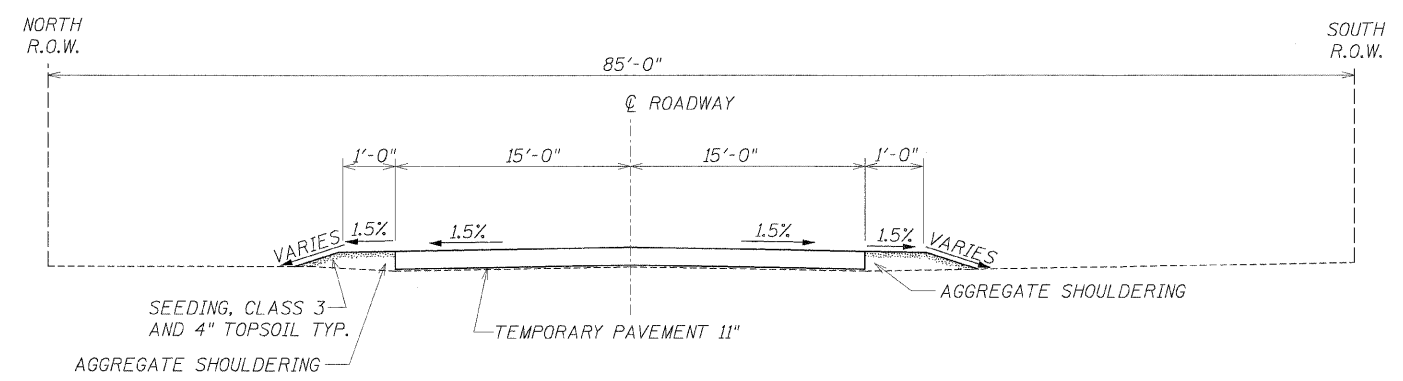 NORTH
R.O.W.
SOUTH
R.O.W.
85'-0"
℄ ROADWAY
1'-0"
15'-0"
15'-0"
1'-0"
VARIES
1.5%
1.5%
1.5%
1.5%
VARIES
SEEDING, CLASS 3
AND 4" TOPSOIL TYP.
AGGREGATE SHOULDERING
TEMPORARY PAVEMENT 11"
AGGREGATE SHOULDERING